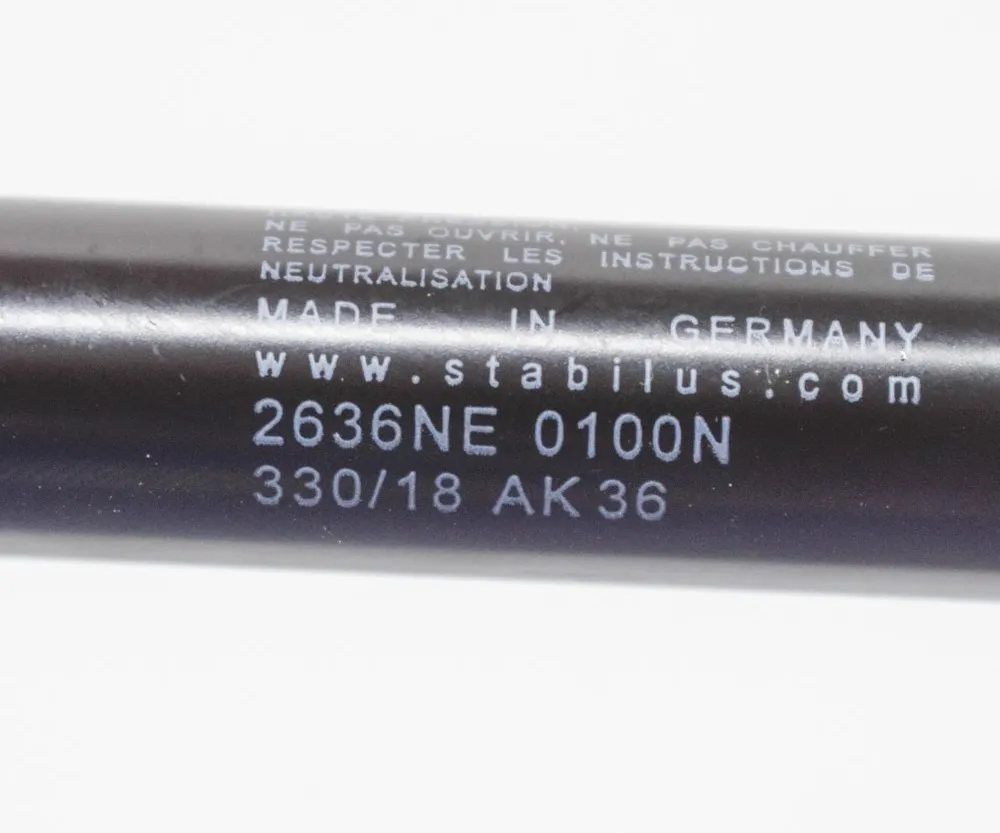 NE PAS OUVRIR. NE PAS CHAUFFER
RESPECTER LES INSTRUCTIONS DE
NEUTRALISATION
MADE IN GERMANY
www.stabilus.com
2636NE 0100N
330/18 AK36